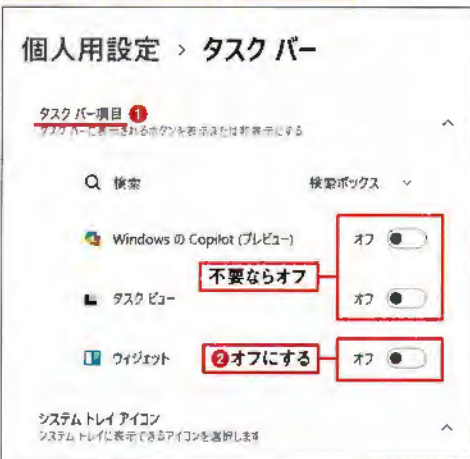 個人用設定 > タスク バー
タスク バー項目 ❶
タスク バーに表示されるボタンを表示または非表示にする
検索 検索ボックス
Windows の Copilot (プレビュー) オフ
不要ならオフ
タスク ビュー オフ
ウィジェット ❷オフにする オフ
システム トレイ アイコン
システム トレイに表示できるアイコンを選択します